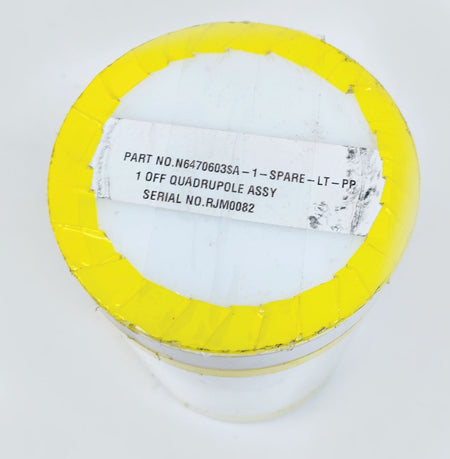 PART NO.N6470603SA-1-SPARE-LT-PP
1 OFF QUADRUPOLE ASSY
SERIAL NO.RJM0082